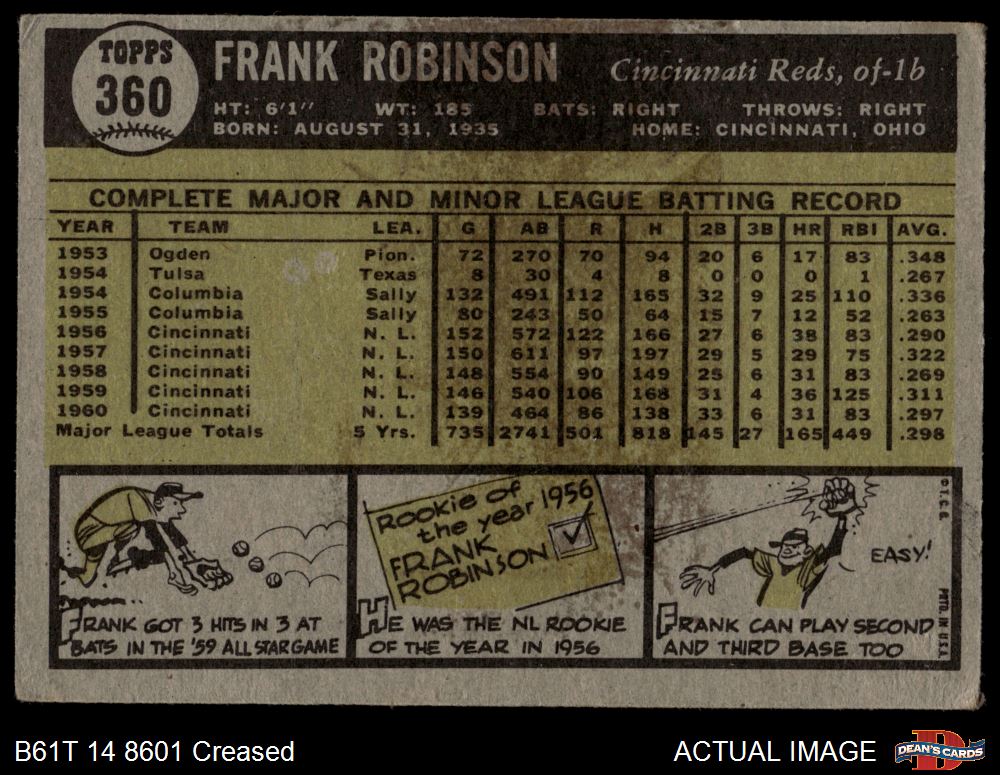 TOPPS
360
FRANK ROBINSON
Cincinnati Reds, of-1b
HT: 6'1" WT: 185 BATS: RIGHT THROWS: RIGHT
BORN: AUGUST 31, 1935 HOME: CINCINNATI, OHIO
COMPLETE MAJOR AND MINOR LEAGUE BATTING RECORD
YEAR TEAM LEA. G AB R H 2B 3B HR RBI AVG.
1953 Ogden Pion. 72 270 70 94 20 6 17 83 .348
1954 Tulsa Texas 8 30 4 8 0 0 0 1 .267
1954 Columbia Sally 132 491 112 165 32 9 25 110 .336
1955 Columbia Sally 80 243 50 64 15 7 12 52 .263
1956 Cincinnati N. L. 152 572 122 166 27 6 38 83 .290
1957 Cincinnati N. L. 150 611 97 197 29 5 29 75 .322
1958 Cincinnati N. L. 148 554 90 149 25 6 31 83 .269
1959 Cincinnati N. L. 146 540 106 168 31 4 36 125 .311
1960 Cincinnati N. L. 139 464 86 138 33 6 31 83 .297
Major League Totals 5 Yrs. 735 2741 501 818 145 27 165 449 .298
FRANK GOT 3 HITS IN 3 AT
BATS IN THE '59 ALL STAR GAME
ROOKIE OF
the year 1956
FRANK
ROBINSON
HE WAS THE NL ROOKIE
OF THE YEAR IN 1956
EASY!
FRANK CAN PLAY SECOND
AND THIRD BASE TOO
© T.C.G.
PRTD. IN U.S.A.
B61T 14 8601 Creased
ACTUAL IMAGE
DEAN'S CARDS